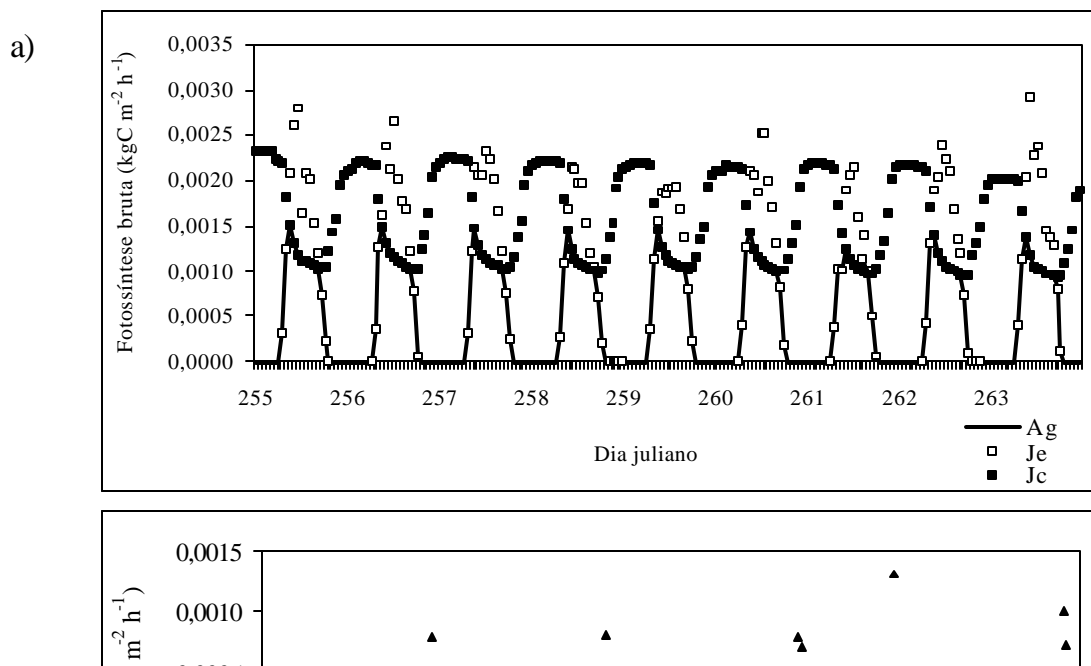 a)
Fotossíntese bruta (kgC m⁻² h⁻¹)
0,0035
0,0030
0,0025
0,0020
0,0015
0,0010
0,0005
0,0000
255 256 257 258 259 260 261 262 263
Dia juliano
Ag
Je
Jc
0,0015
0,0010
m⁻² h⁻¹)